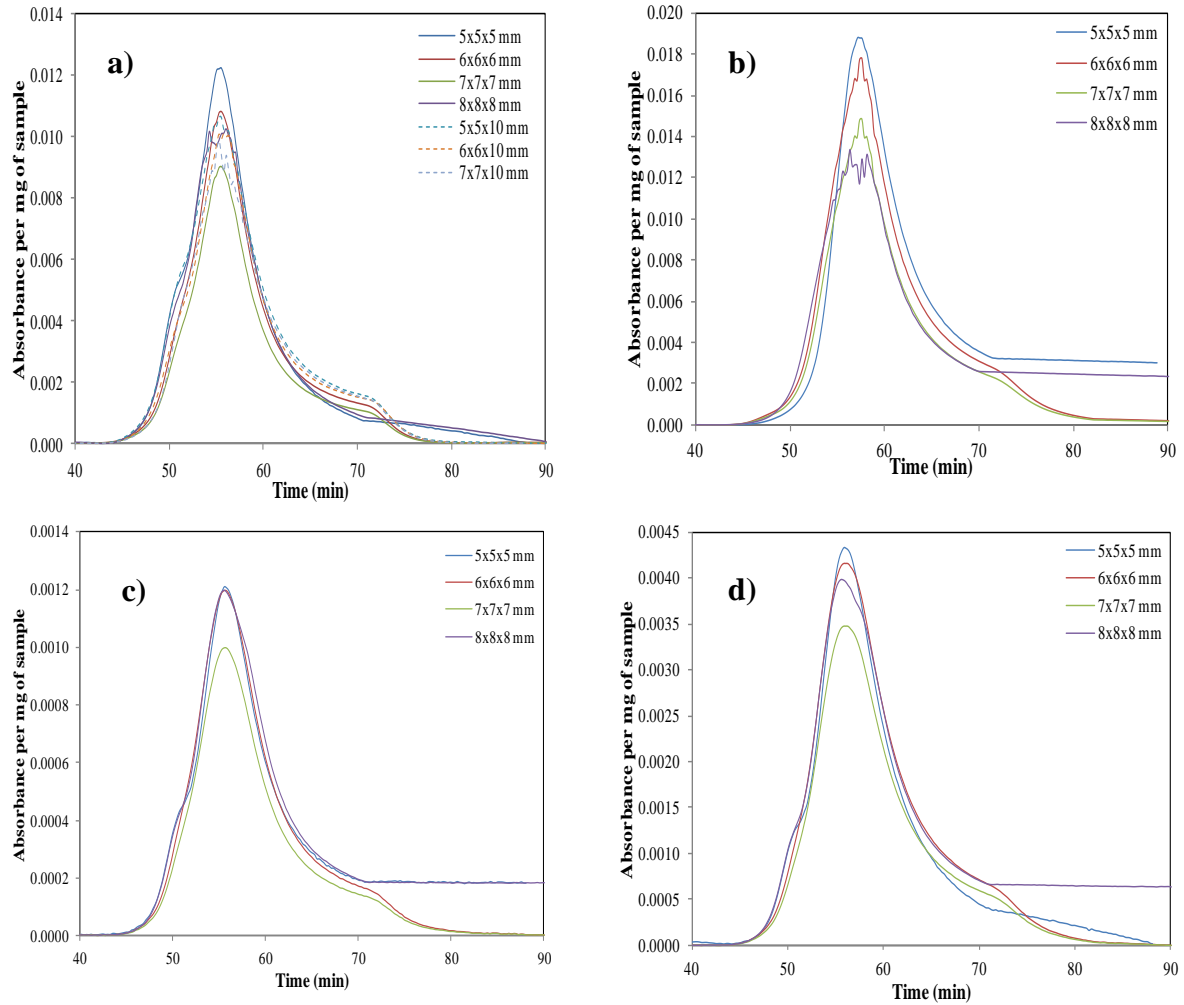 a)
Absorbance per mg of sample
0.014
0.012
0.010
0.008
0.006
0.004
0.002
0.000
40 50 60 70 80 90
Time (min)
5x5x5 mm
6x6x6 mm
7x7x7 mm
8x8x8 mm
5x5x10 mm
6x6x10 mm
7x7x10 mm
b)
Absorbance per mg of sample
0.020
0.018
0.016
0.014
0.012
0.010
0.008
0.006
0.004
0.002
0.000
40 50 60 70 80 90
Time (min)
5x5x5 mm
6x6x6 mm
7x7x7 mm
8x8x8 mm
c)
Absorbance per mg of sample
0.0014
0.0012
0.0010
0.0008
0.0006
0.0004
0.0002
0.0000
40 50 60 70 80 90
Time (min)
5x5x5 mm
6x6x6 mm
7x7x7 mm
8x8x8 mm
d)
Absorbance per mg of sample
0.0045
0.0040
0.0035
0.0030
0.0025
0.0020
0.0015
0.0010
0.0005
0.0000
40 50 60 70 80 90
Time (min)
5x5x5 mm
6x6x6 mm
7x7x7 mm
8x8x8 mm